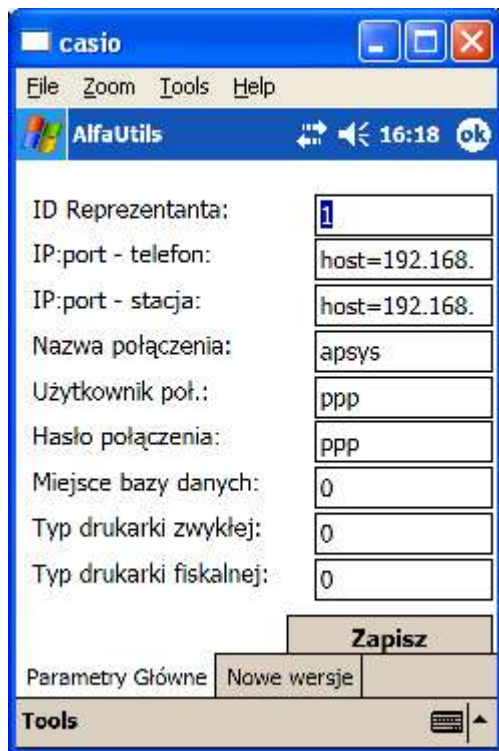 casio
File Zoom Tools Help
AlfaUtils 16:18 ok
ID Reprezentanta: 1
IP:port - telefon: host=192.168.
IP:port - stacja: host=192.168.
Nazwa połączenia: apsys
Użytkownik poł.: ppp
Hasło połączenia: ppp
Miejsce bazy danych: 0
Typ drukarki zwykłej: 0
Typ drukarki fiskalnej: 0
Zapisz
Parametry Główne Nowe wersje
Tools